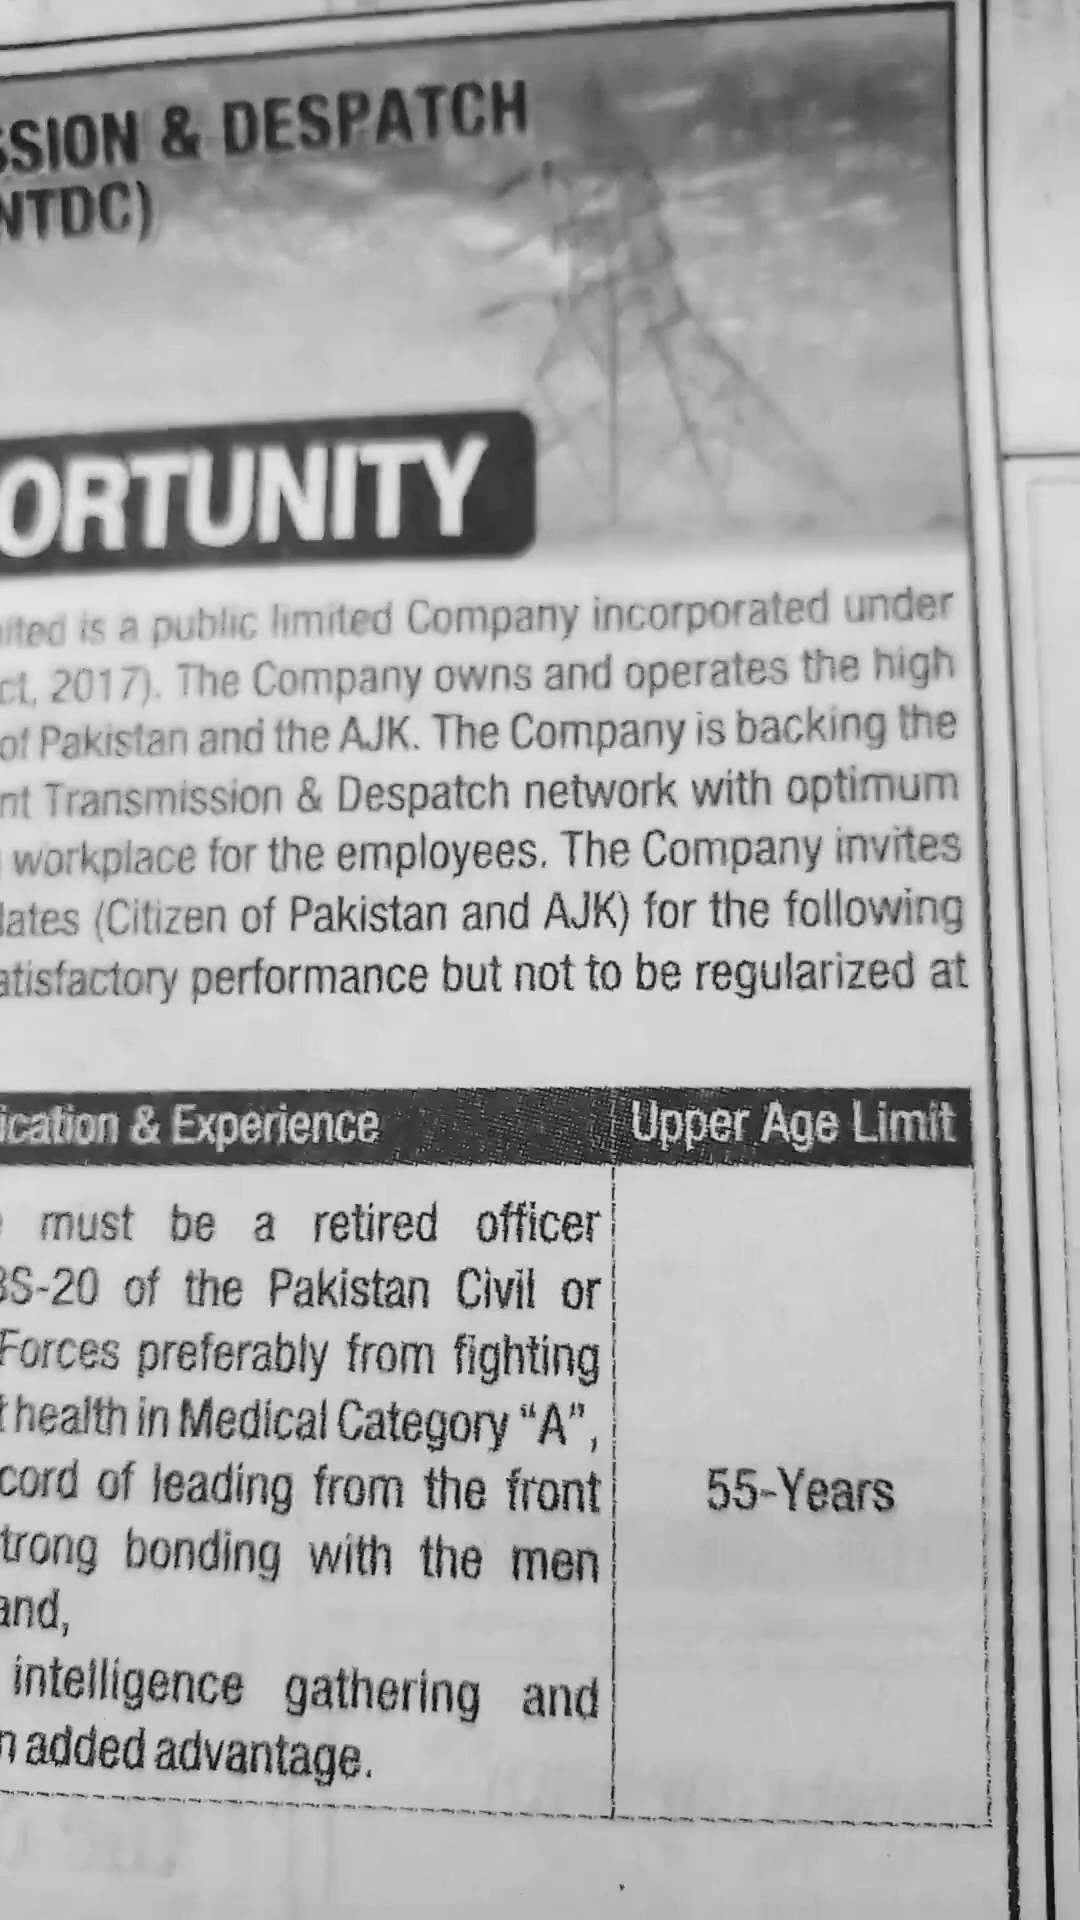 SSION & DESPATCH
NTDC)
ORTUNITY
ited is a public limited Company incorporated under
ct, 2017). The Company owns and operates the high
of Pakistan and the AJK. The Company is backing the
nt Transmission & Despatch network with optimum
workplace for the employees. The Company invites
lates (Citizen of Pakistan and AJK) for the following
atisfactory performance but not to be regularized at
ication & Experience Upper Age Limit
must be a retired officer
BS-20 of the Pakistan Civil or
Forces preferably from fighting
t health in Medical Category “A”,
cord of leading from the front
55-Years
trong bonding with the men
and,
intelligence gathering and
n added advantage.